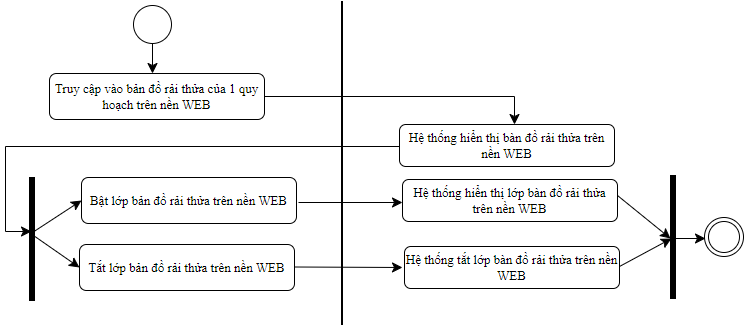 Truy cập vào bản đồ rải thửa của 1 quy
hoạch trên nền WEB
Hệ thống hiển thị bản đồ rải thửa trên
nền WEB
Bật lớp bản đồ rải thửa trên nền WEB
Hệ thống hiển thị lớp bản đồ rải thửa
trên nền WEB
Tắt lớp bản đồ rải thửa trên nền WEB
Hệ thống tắt lớp bản đồ rải thửa trên nền
WEB